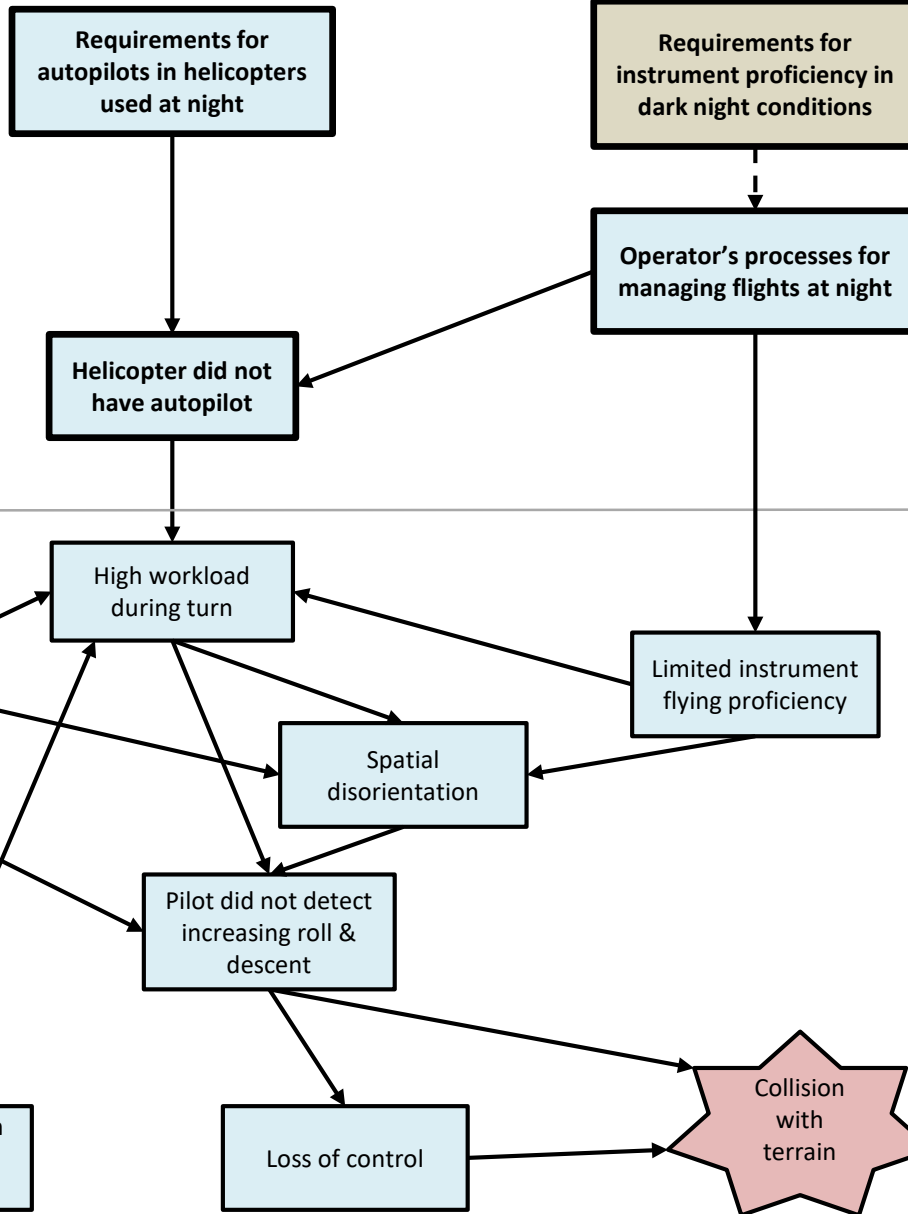 Requirements for
autopilots in helicopters
used at night
Requirements for
instrument proficiency in
dark night conditions
Operator’s processes for
managing flights at night
Helicopter did not
have autopilot
High workload
during turn
Limited instrument
flying proficiency
Spatial
disorientation
Pilot did not detect
increasing roll &
descent
Loss of control
Collision
with
terrain